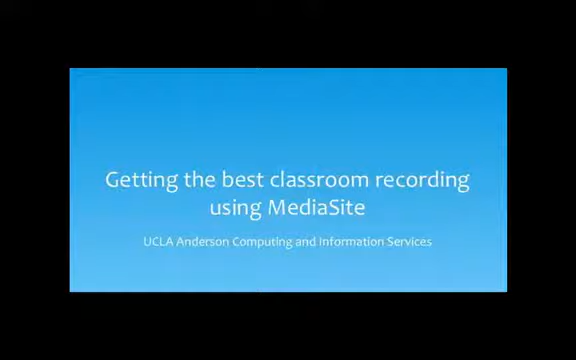 Getting the best classroom recording
using MediaSite
UCLA Anderson Computing and Information Services